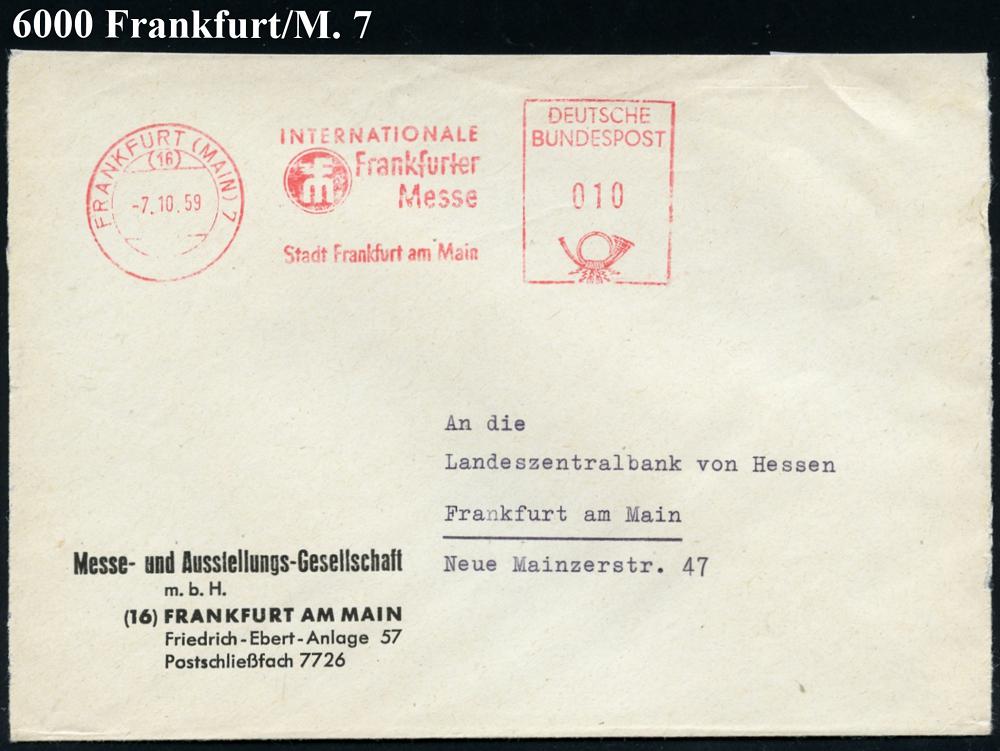 6000 Frankfurt/M. 7
FRANKFURT (MAIN) 7
(16)
-7.10.59
INTERNATIONALE
Frankfurter
Messe
Stadt Frankfurt am Main
DEUTSCHE
BUNDESPOST
010
An die
Landeszentralbank von Hessen
Frankfurt am Main
Neue Mainzerstr. 47
Messe- und Ausstellungs-Gesellschaft
m. b. H.
(16) FRANKFURT AM MAIN
Friedrich-Ebert-Anlage 57
Postschließfach 7726